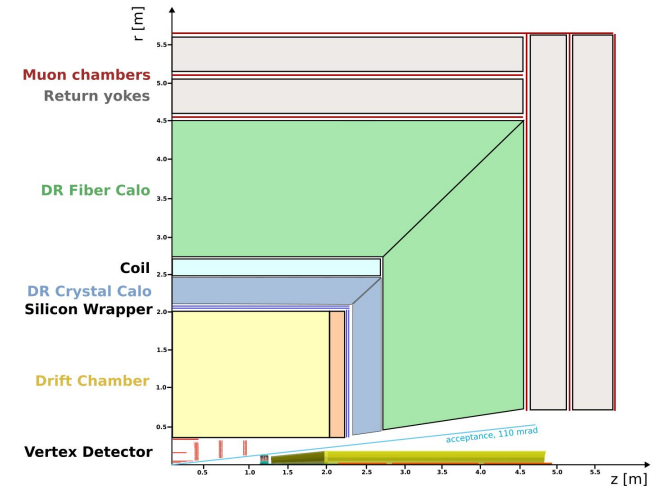 r [m]
5.5
Muon chambers
5.0
Return yokes
4.5
4.0
DR Fiber Calo
3.5
3.0
Coil
2.5
DR Crystal Calo
Silicon Wrapper
2.0
1.5
Drift Chamber
1.0
0.5
acceptance, 110 mrad
Vertex Detector
0.5
1.0
1.5
2.0
2.5
3.0
3.5
4.0
4.5
5.0
5.5
z [m]